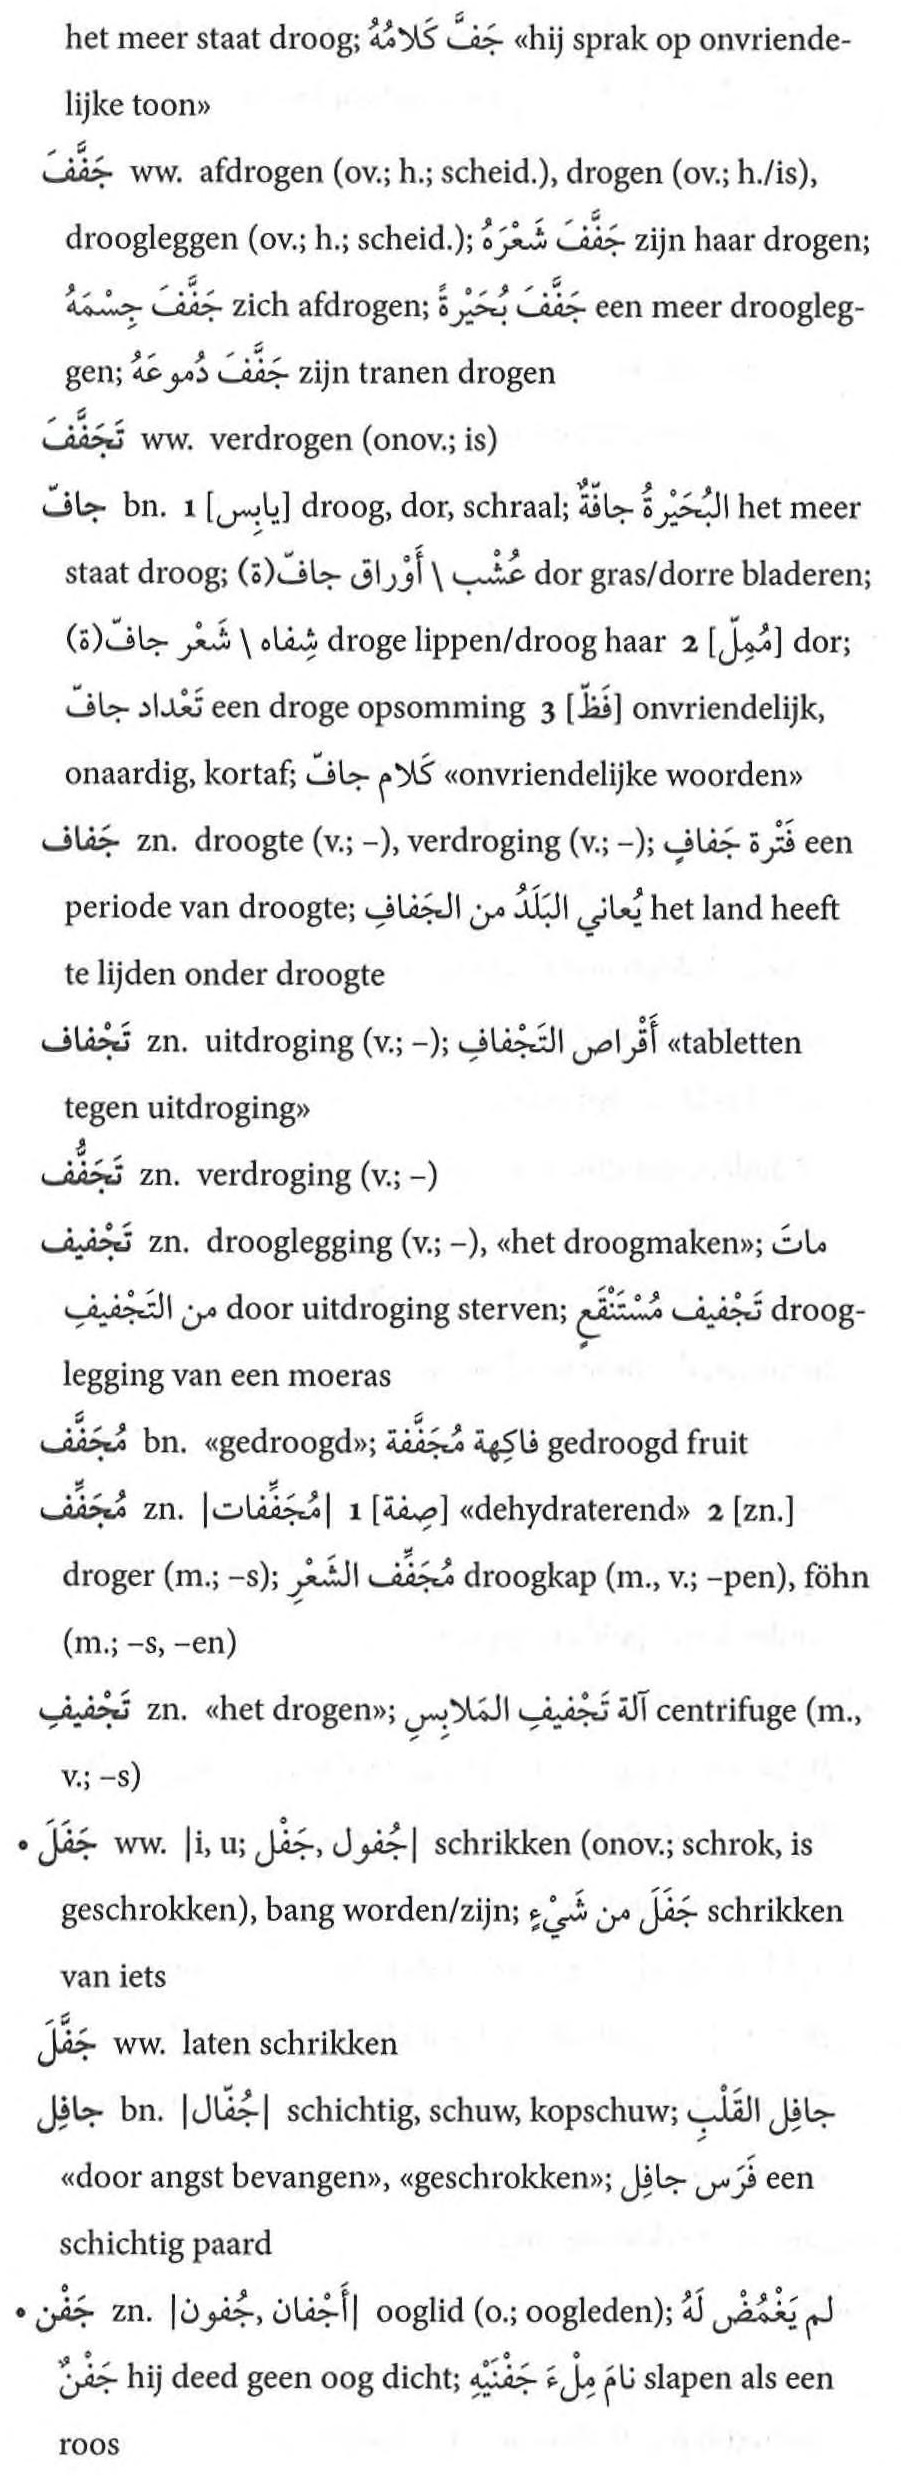 het meer staat droog; جَفَّ كَلامُهُ «hij sprak op onvriende-
lijke toon»
جَفَّفَ ww. afdrogen (ov.; h.; scheid.), drogen (ov.; h./is),
droogleggen (ov.; h.; scheid.); جَفَّفَ شَعْرَهُ zijn haar drogen;
جَفَّفَ جِسْمَهُ zich afdrogen; جَفَّفَ بُحَيْرةً een meer droogleg-
gen; جَفَّفَ دُموعَهُ zijn tranen drogen
تَجَفَّفَ ww. verdrogen (onov.; is)
جافّ bn. 1 [يابِس] droog, dor, schraal; البُحَيْرةُ جافّةٌ het meer
staat droog; عُشْب \ أَوْراق جافّ(ة) dor gras/dorre bladeren;
شِفاه \ شَعْر جافّ(ة) droge lippen/droog haar 2 [مُمِلّ] dor;
تَعْداد جافّ een droge opsomming 3 [فَظّ] onvriendelijk,
onaardig, kortaf; كَلام جافّ «onvriendelijke woorden»
جَفاف zn. droogte (v.; –), verdroging (v.; –); فَتْرة جَفافٍ een
periode van droogte; يُعاني البَلَدُ من الجَفافِ het land heeft
te lijden onder droogte
تَجْفاف zn. uitdroging (v.; –); أَقْراص التَجْفافِ «tabletten
tegen uitdroging»
تَجَفُّف zn. verdroging (v.; –)
تَجْفيف zn. drooglegging (v.; –), «het droogmaken»; ماتَ
من التَجْفيفِ door uitdroging sterven; تَجْفيف مُسْتَنْقَعٍ droog-
legging van een moeras
مُجَفَّف bn. «gedroogd»; فاكِهة مُجَفَّفة gedroogd fruit
مُجَفِّف zn. |مُجَفِّفات| 1 [صِفة] «dehydraterend» 2 [zn.]
droger (m.; –s); مُجَفِّف الشَعْرِ droogkap (m., v.; –pen), föhn
(m.; –s, –en)
تَجْفيفِ zn. «het drogen»; آلة تَجْفيفِ المَلابِسِ centrifuge (m.,
v.; –s)
• جَفَلَ ww. |i, u; جُفول, جَفْل| schrikken (onov.; schrok, is
geschrokken), bang worden/zijn; جَفَلَ من شَيْءٍ schrikken
van iets
جَفَّلَ ww. laten schrikken
جافِل bn. |جُفّال| schichtig, schuw, kopschuw; جافِل القَلْبِ
«door angst bevangen», «geschrokken»; فَرَس جافِل een
schichtig paard
• جَفْن zn. |أَجْفان, جُفون| ooglid (o.; oogleden); لم يَغْمُضْ لَهُ
جَفْنٌ hij deed geen oog dicht; نامَ مِلْءَ جَفْنَيْهِ slapen als een
roos